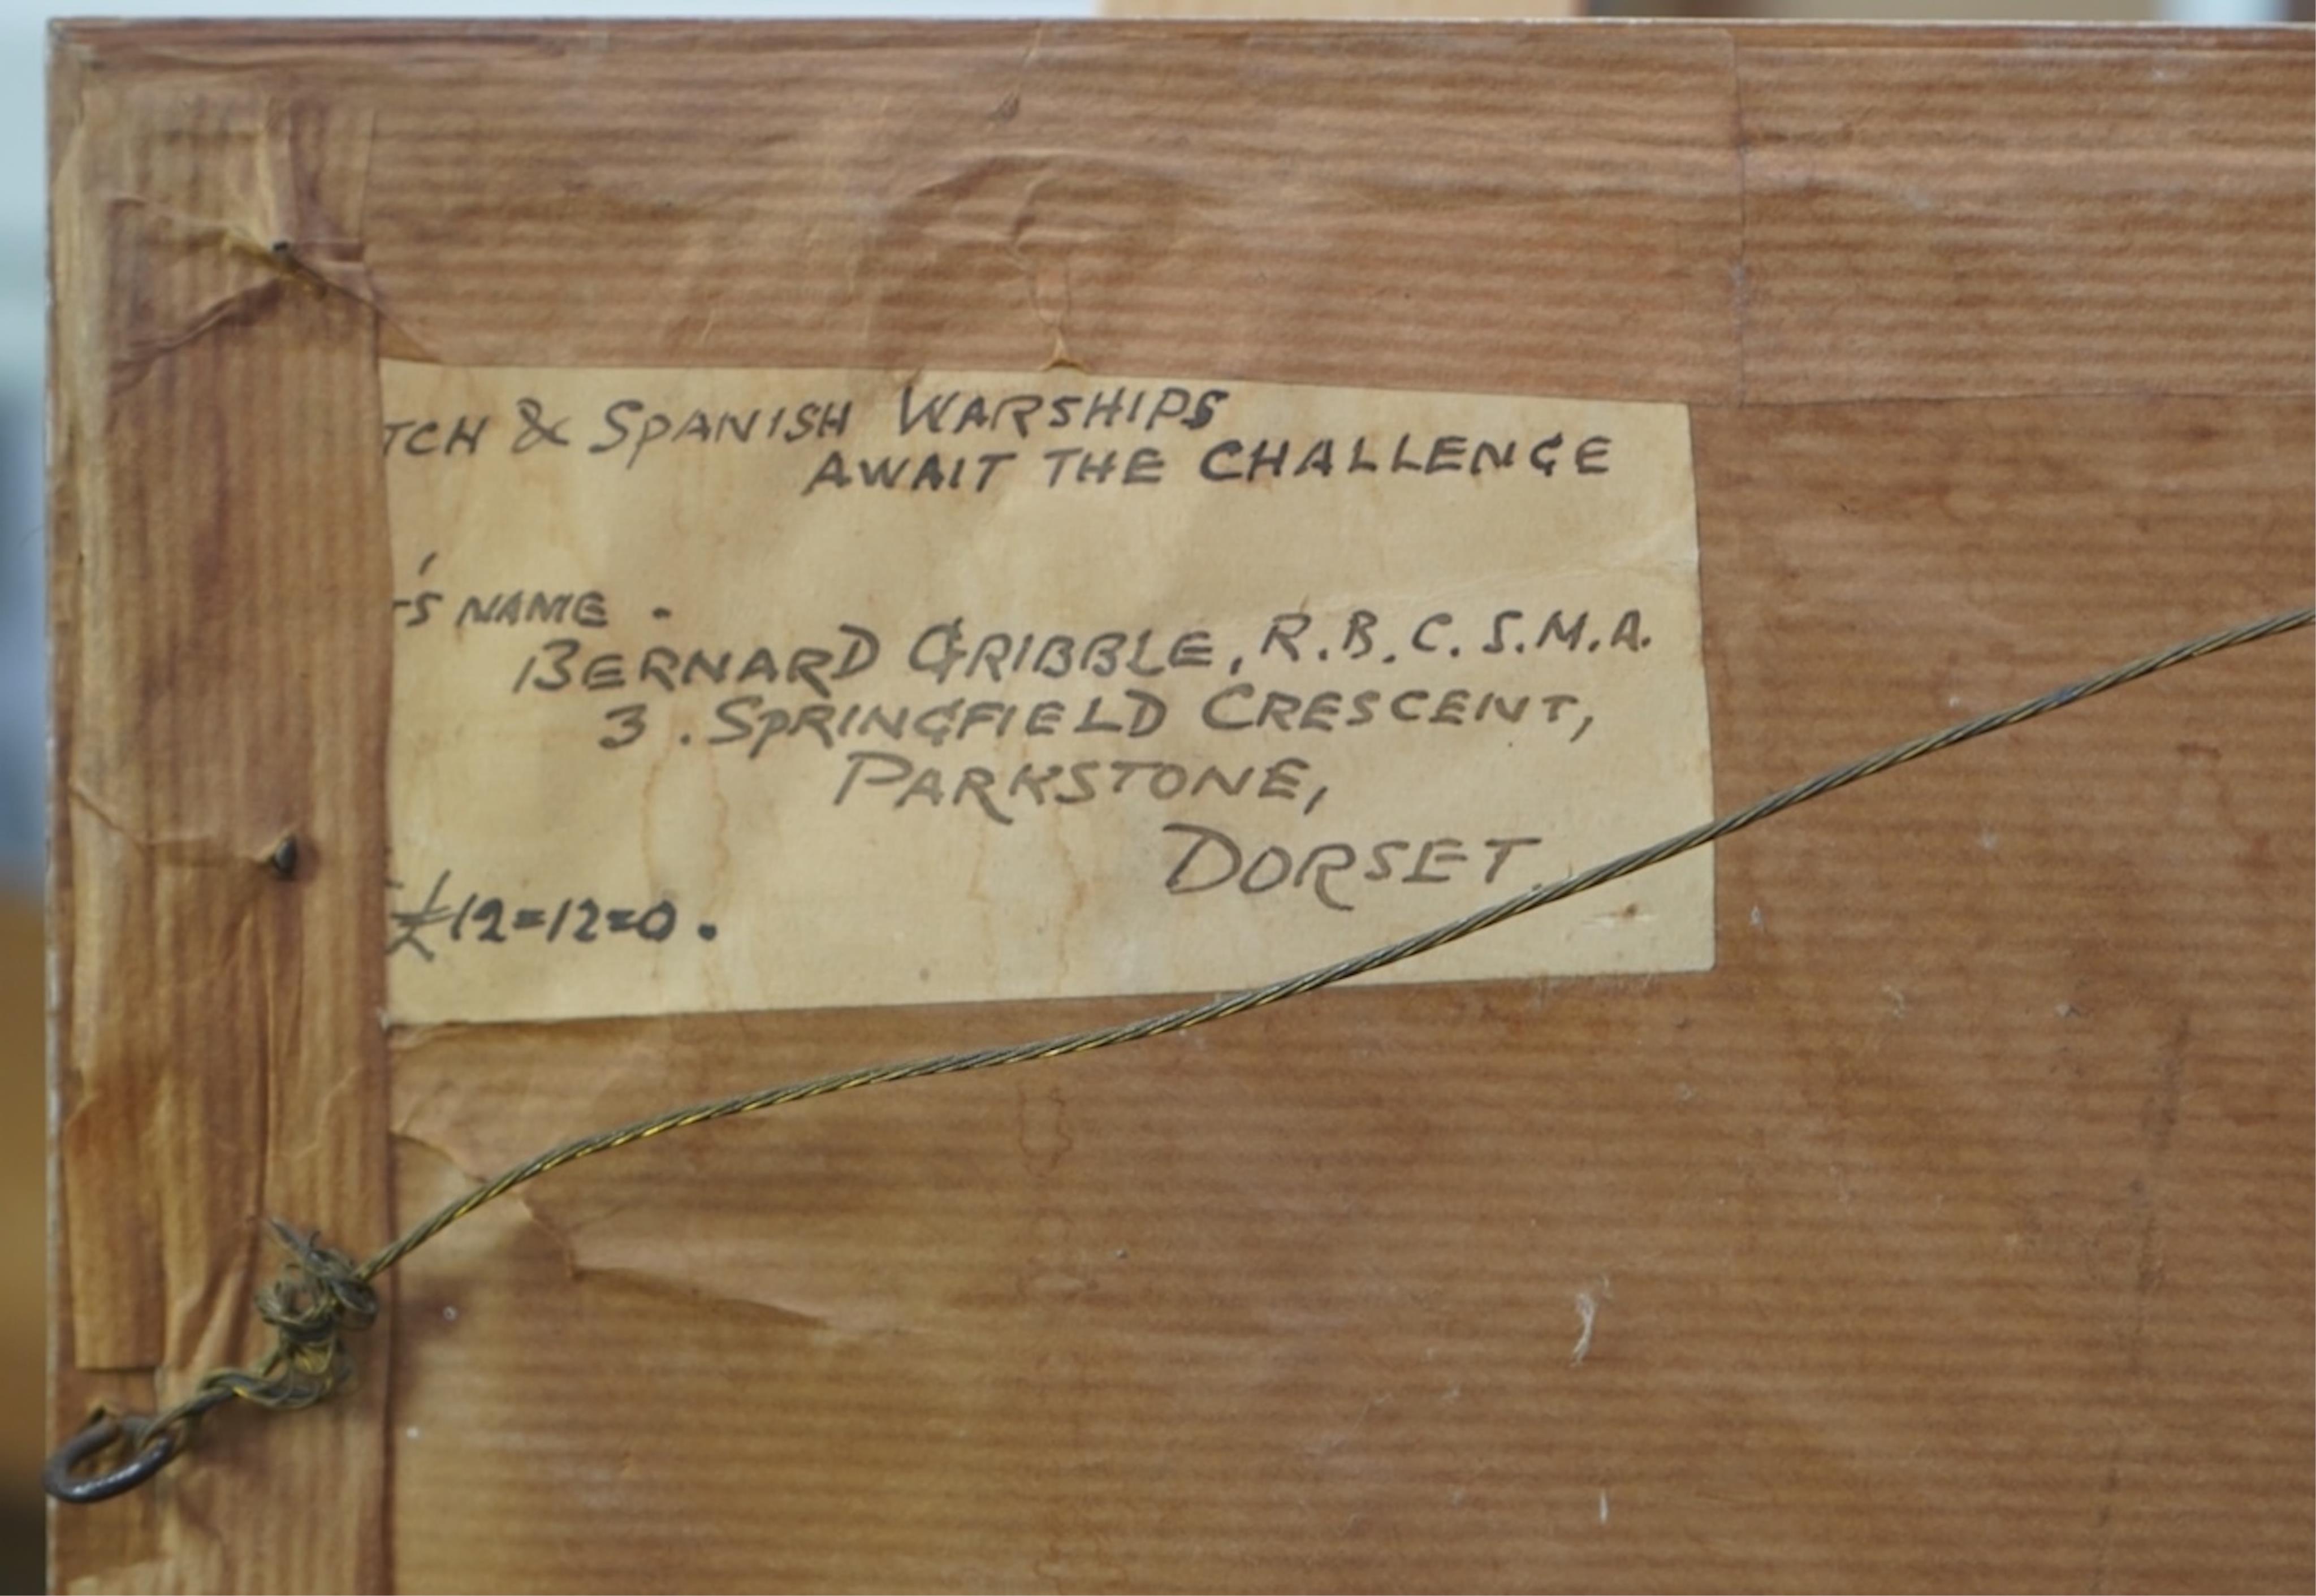 TCH & SPANISH WARSHIPS
AWAIT THE CHALLENGE
'S NAME .
BERNARD GRIBBLE, R.B.C.S.M.A.
3. SPRINGFIELD CRESCENT,
PARKSTONE,
DORSET.
£12=12=0.